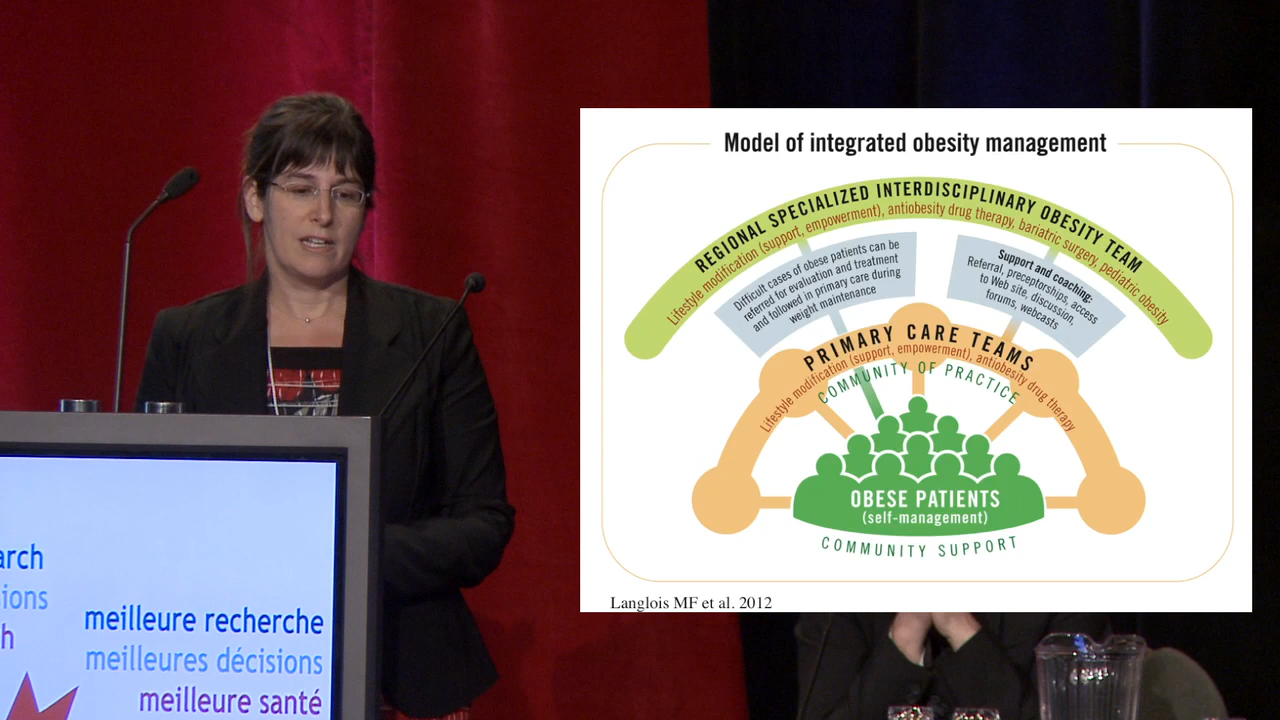 Model of integrated obesity management
REGIONAL SPECIALIZED INTERDISCIPLINARY OBESITY TEAM
Lifestyle modification (support, empowerment), antiobesity drug therapy, bariatric surgery, pediatric obesity
Difficult cases of obese patients can be
referred for evaluation and treatment
and followed in primary care during
weight maintenance
Support and coaching:
Referral, preceptorships, access
to Web site, discussion,
forums, webcasts
PRIMARY CARE TEAMS
Lifestyle modification (support, empowerment), antiobesity drug therapy
COMMUNITY OF PRACTICE
OBESE PATIENTS
(self-management)
COMMUNITY SUPPORT
Langlois MF et al. 2012
arch
ions
h
meilleure recherche
meilleures décisions
meilleure santé